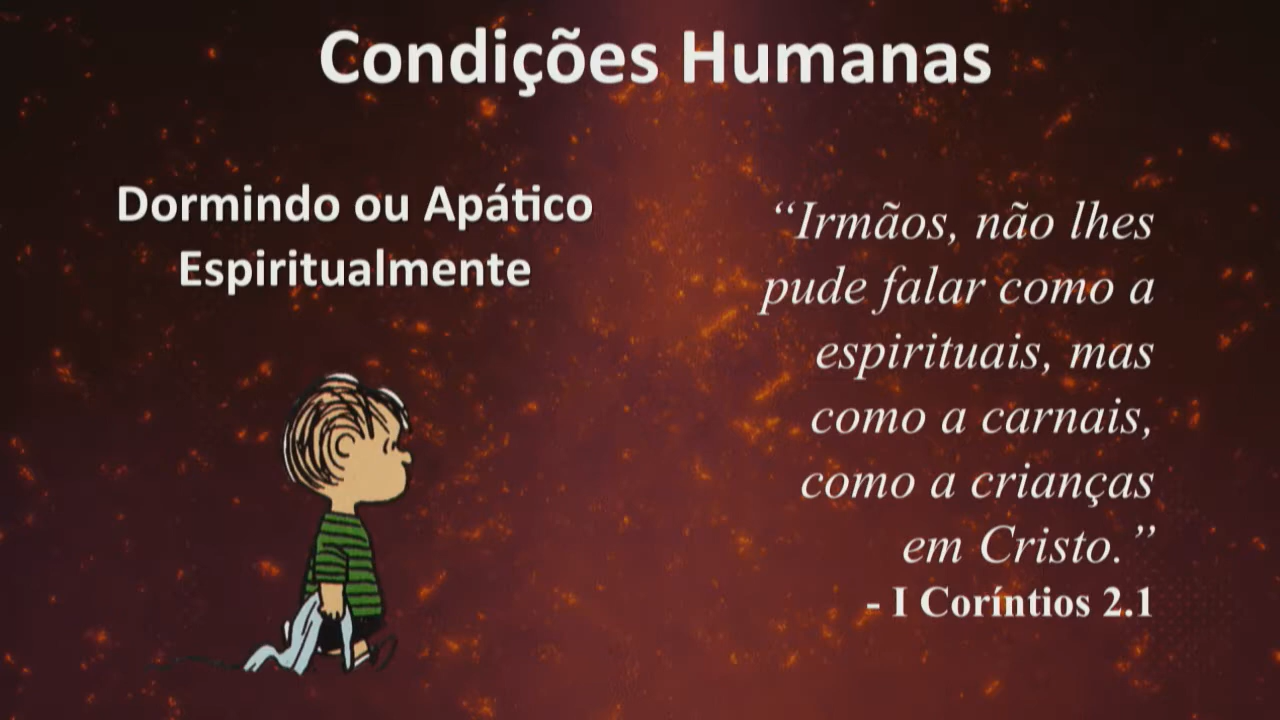 Condições Humanas
Dormindo ou Apático
Espiritualmente
“Irmãos, não lhes
pude falar como a
espirituais, mas
como a carnais,
como a crianças
em Cristo.”
- I Coríntios 2.1